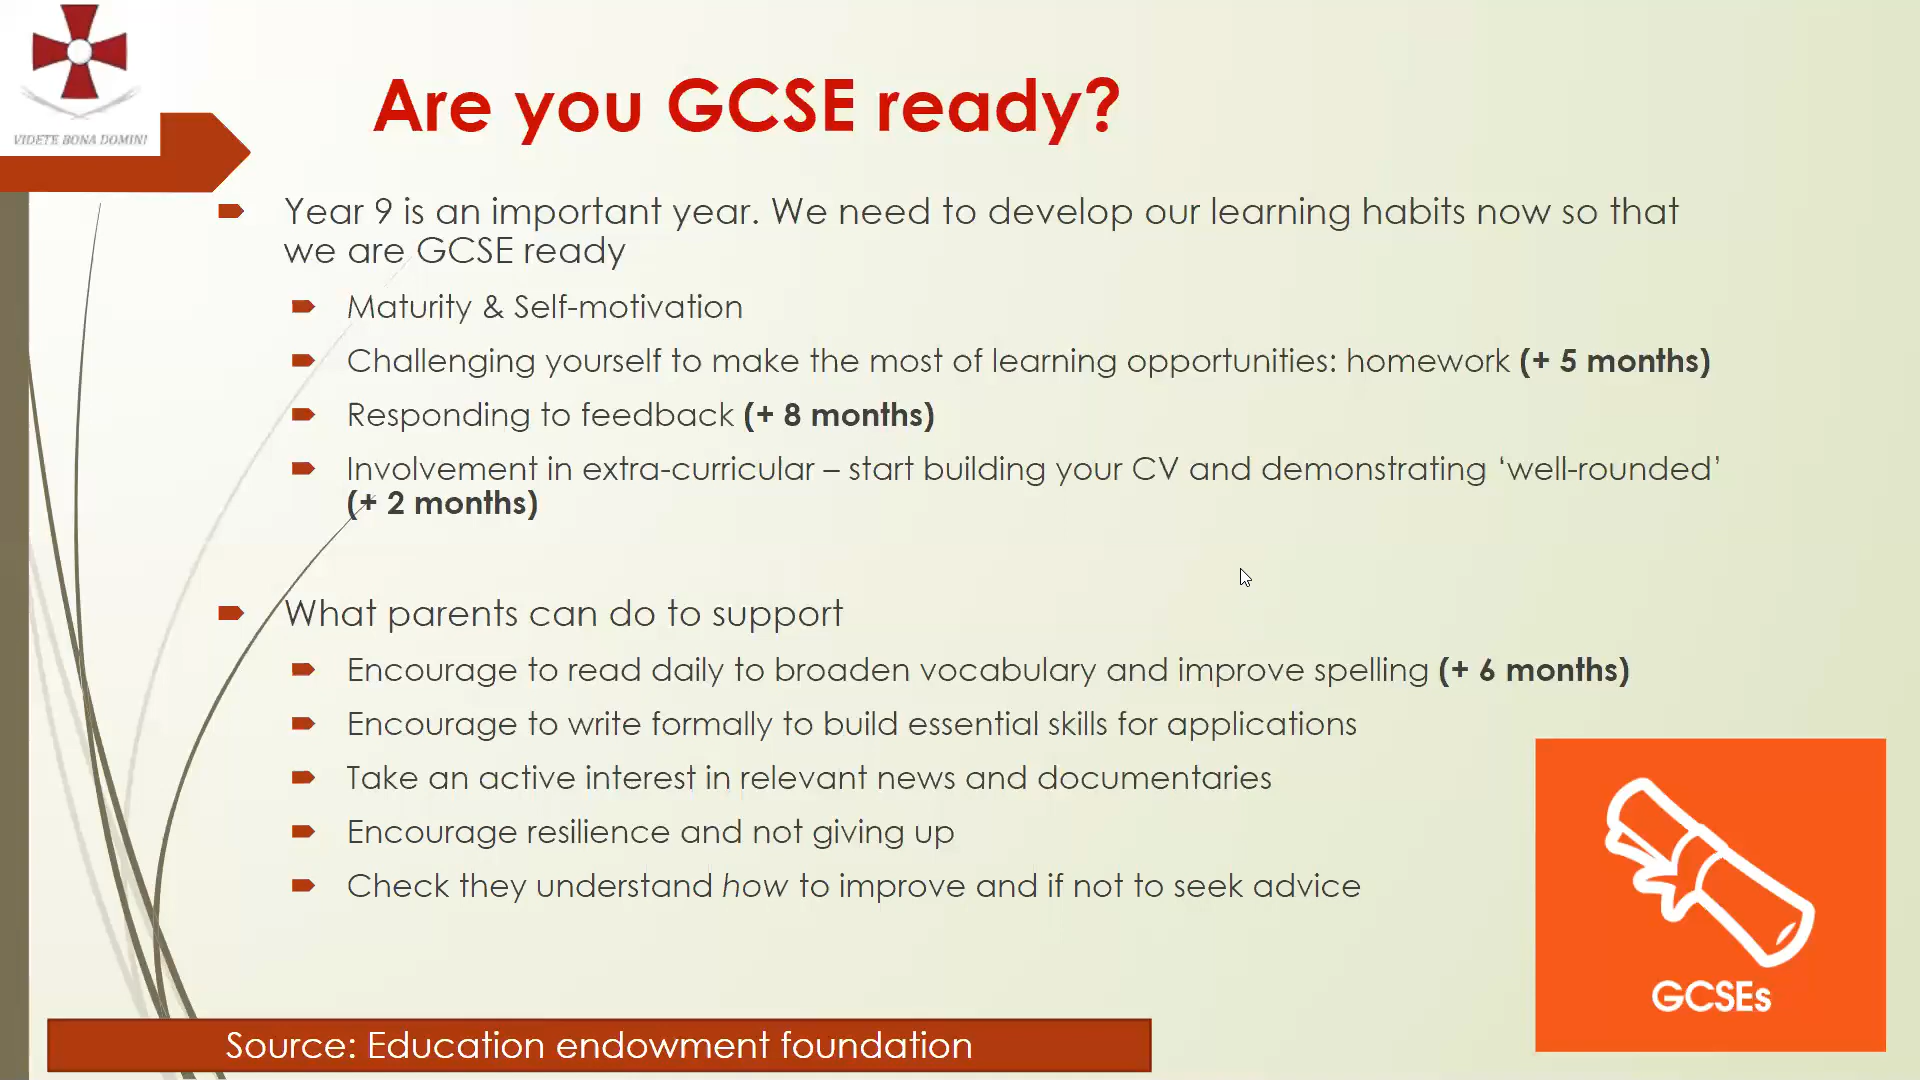 VIDETE BONA DOMINI
Are you GCSE ready?
Year 9 is an important year. We need to develop our learning habits now so that
we are GCSE ready
Maturity & Self-motivation
Challenging yourself to make the most of learning opportunities: homework (+ 5 months)
Responding to feedback (+ 8 months)
Involvement in extra-curricular – start building your CV and demonstrating ‘well-rounded’
(+ 2 months)
What parents can do to support
Encourage to read daily to broaden vocabulary and improve spelling (+ 6 months)
Encourage to write formally to build essential skills for applications
Take an active interest in relevant news and documentaries
Encourage resilience and not giving up
Check they understand how to improve and if not to seek advice
GCSEs
Source: Education endowment foundation